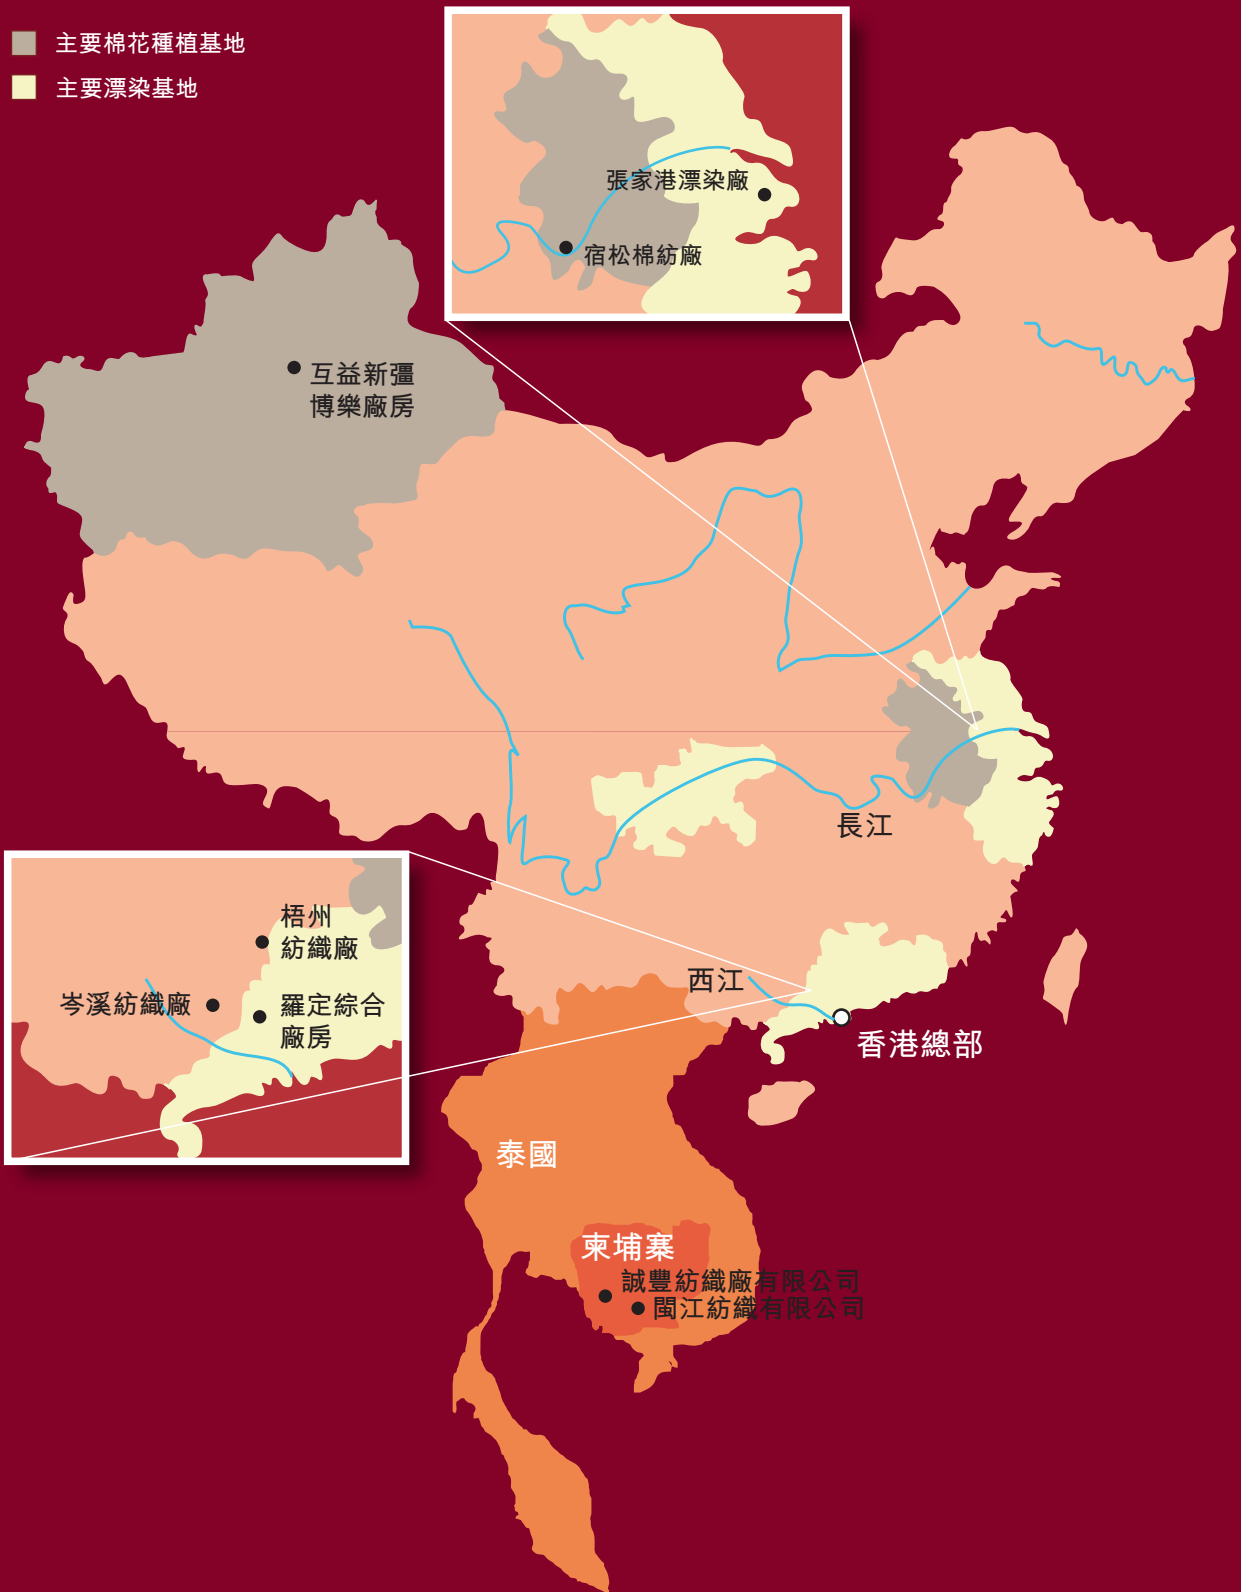 主要棉花種植基地
主要漂染基地
張家港漂染廠
宿松棉紡廠
互益新疆
博樂廠房
長江
梧州
紡織廠
岑溪紡織廠
羅定綜合
廠房
西江
香港總部
泰國
柬埔寨
誠豐紡織廠有限公司
閩江紡織有限公司